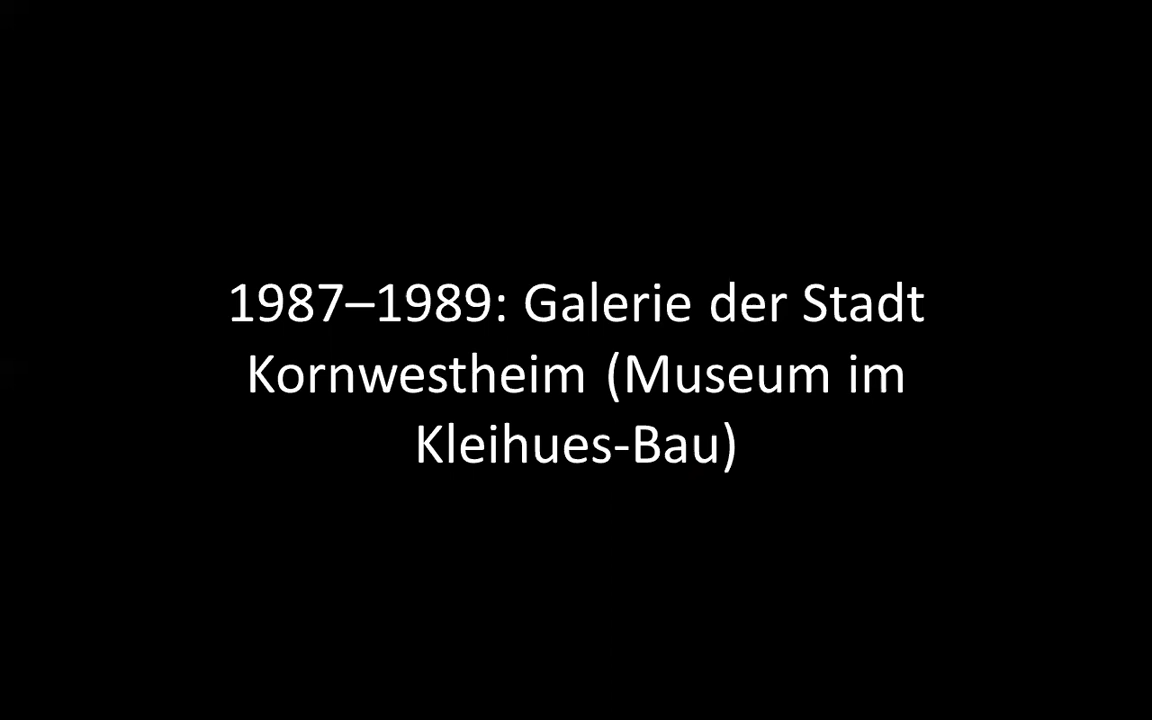 1987–1989: Galerie der Stadt
Kornwestheim (Museum im
Kleihues-Bau)